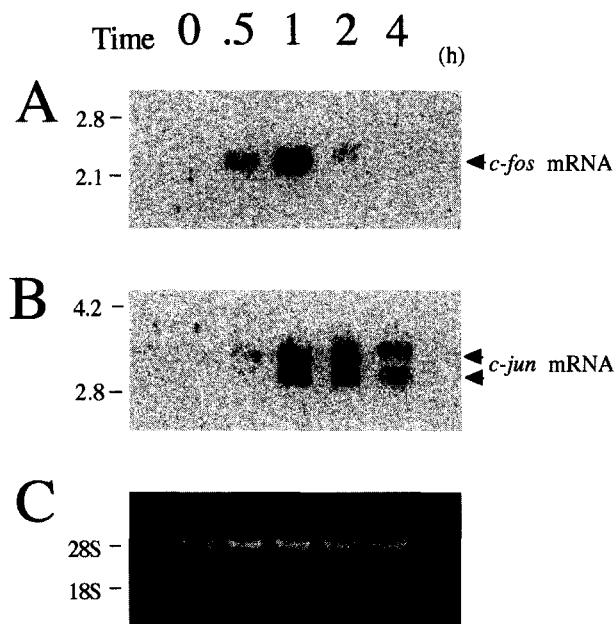 Time 0 .5 1 2 4 (h)
A
2.8
c-fos mRNA
2.1
B
4.2
c-jun mRNA
2.8
C
28S
18S